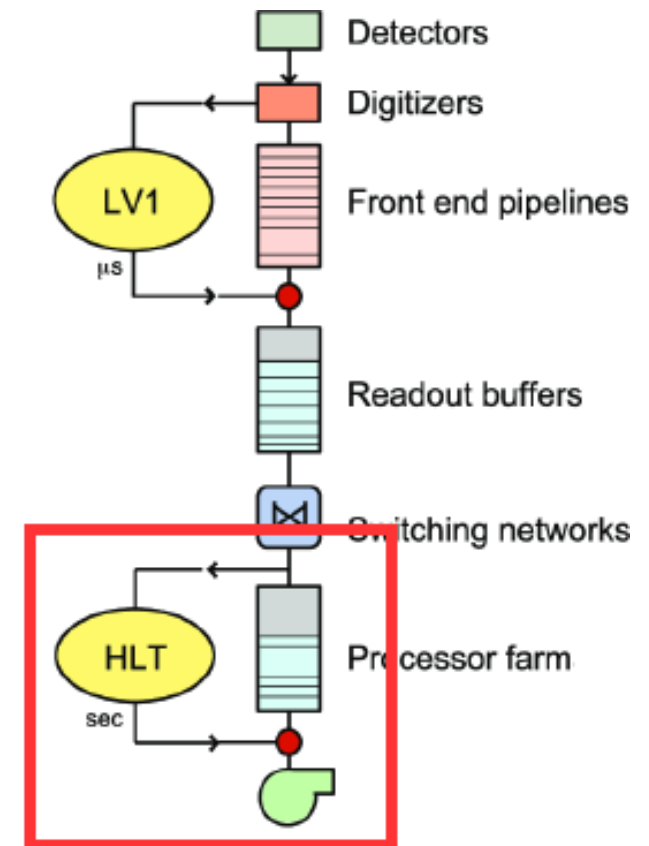 Detectors
Digitizers
LV1
Front end pipelines
μs
Readout buffers
Switching networks
HLT
Processor farm
sec